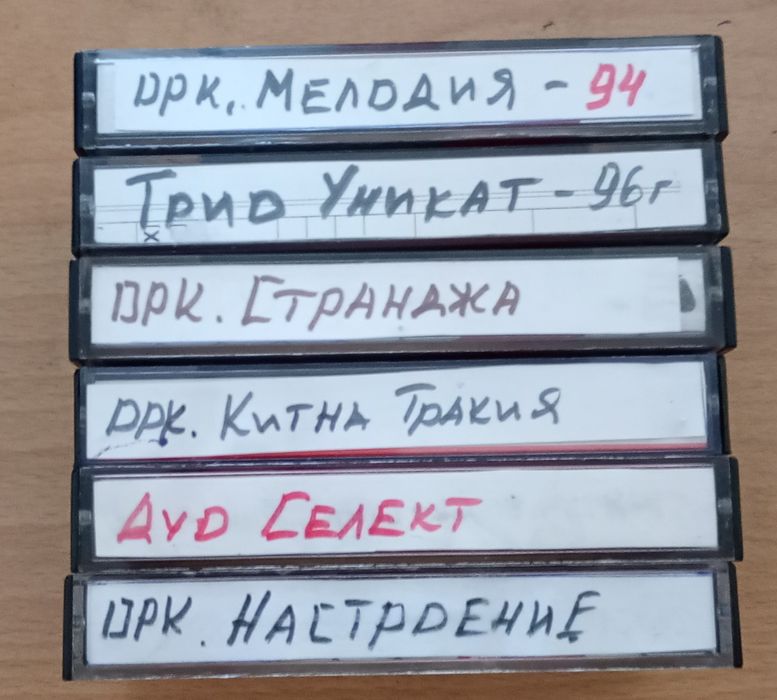 ОРК. МЕЛОДИЯ - 94
ТРИО УНИКАТ - 96г
х
ОРК. СТРАНДЖА
ОРК. КИТНА ТРАКИЯ
ДУО СЕЛЕКТ
ОРК. НАСТРОЕНИЕ